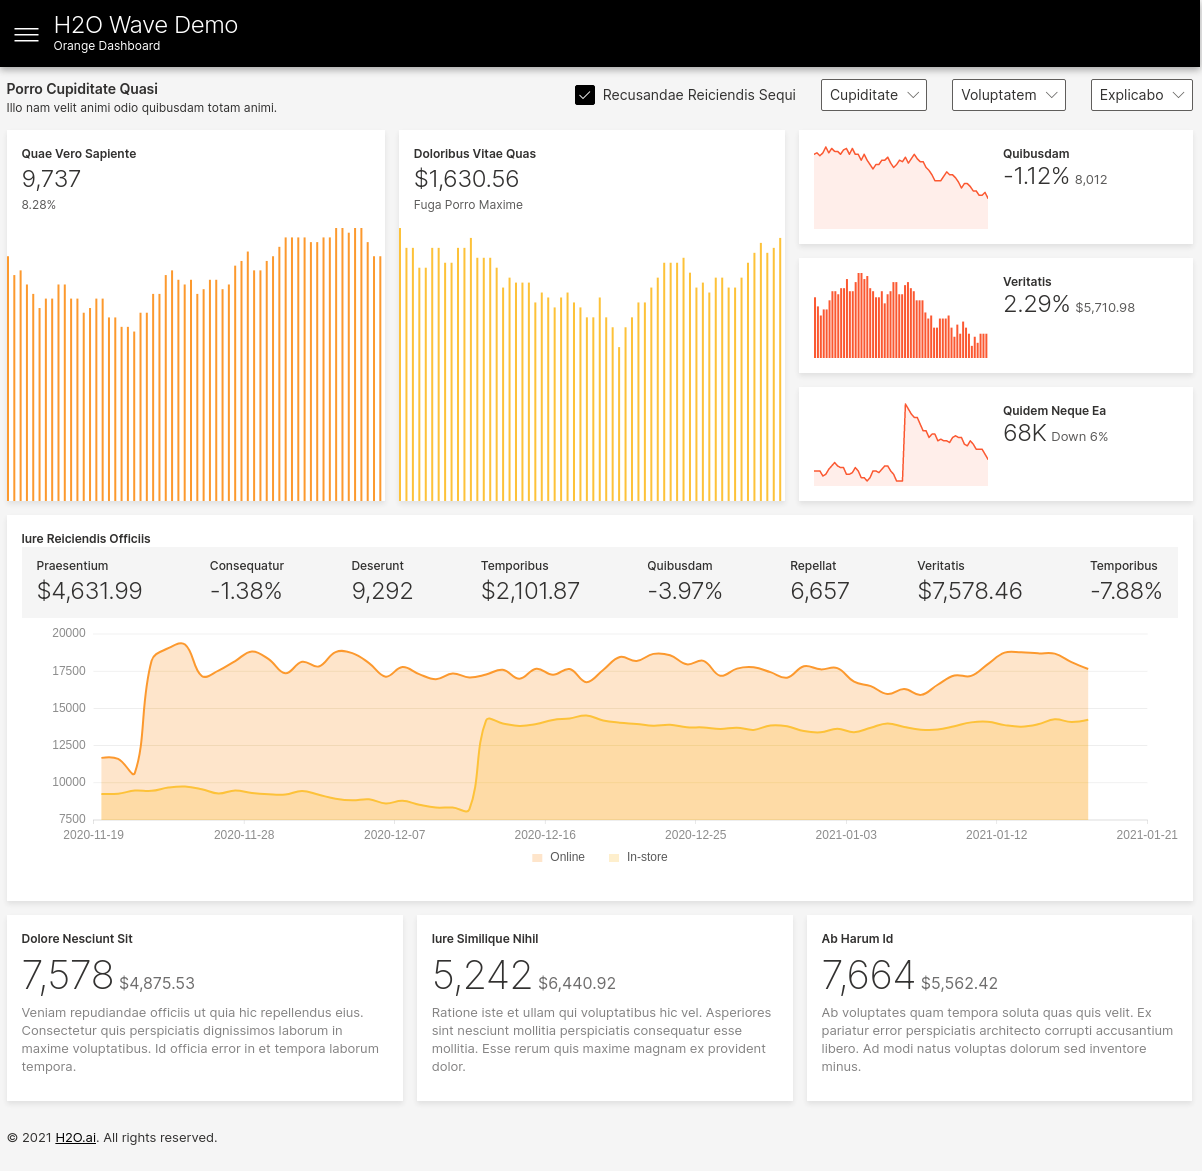 H2O Wave Demo
Orange Dashboard
Porro Cupiditate Quasi
Illo nam velit animi odio quibusdam totam animi.
Recusandae Reiciendis Sequi
Cupiditate
Voluptatem
Explicabo
Quae Vero Sapiente
9,737
8.28%
Doloribus Vitae Quas
$1,630.56
Fuga Porro Maxime
Quibusdam
-1.12% 8,012
Veritatis
2.29% $5,710.98
Quidem Neque Ea
68K Down 6%
Iure Reiciendis Officiis
Praesentium
$4,631.99
Consequatur
-1.38%
Deserunt
9,292
Temporibus
$2,101.87
Quibusdam
-3.97%
Repellat
6,657
Veritatis
$7,578.46
Temporibus
-7.88%
20000
17500
15000
12500
10000
7500
2020-11-19 2020-11-28 2020-12-07 2020-12-16 2020-12-25 2021-01-03 2021-01-12 2021-01-21
Online In-store
Dolore Nesciunt Sit
7,578 $4,875.53
Veniam repudiandae officiis ut quia hic repellendus eius.
Consectetur quis perspiciatis dignissimos laborum in
maxime voluptatibus. Id officia error in et tempora laborum
tempora.
Iure Similique Nihil
5,242 $6,440.92
Ratione iste et ullam qui voluptatibus hic vel. Asperiores
sint nesciunt mollitia perspiciatis consequatur esse
mollitia. Esse rerum quis maxime magnam ex provident
dolor.
Ab Harum Id
7,664 $5,562.42
Ab voluptates quam tempora soluta quas quis velit. Ex
pariatur error perspiciatis architecto corrupti accusantium
libero. Ad modi natus voluptas dolorum sed inventore
minus.
© 2021 H2O.ai. All rights reserved.